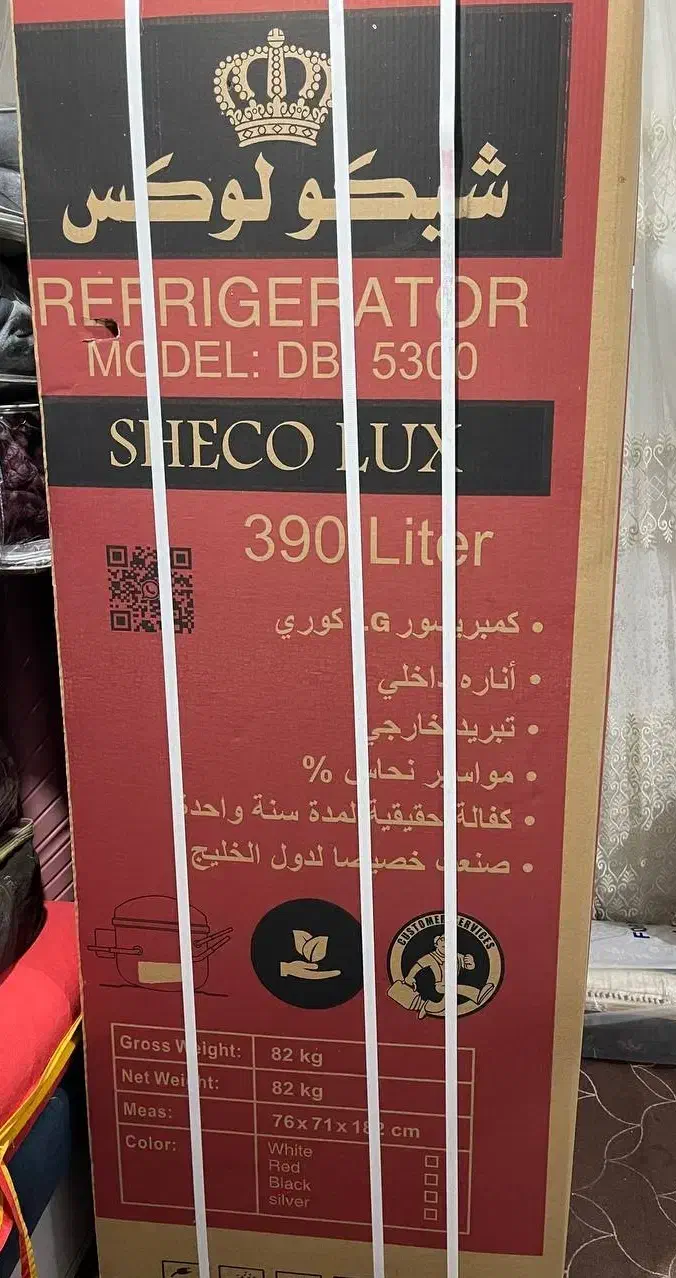 شيكو لوكس
REFRIGERATOR
MODEL: DB 5300
SHECO LUX
390 Liter
• كمبريسور LG كوري
• أناره داخلي
• تبريد خارجي
• مواسير نحاس %
• كفالة حقيقية لمدة سنة واحدة
• صنعت خصيصا لدول الخليج
CUSTOMER SERVICES
Gross Weight: 82 kg
Net Weight: 82 kg
Meas: 76x71x182 cm
Color: White
Red
Black
silver